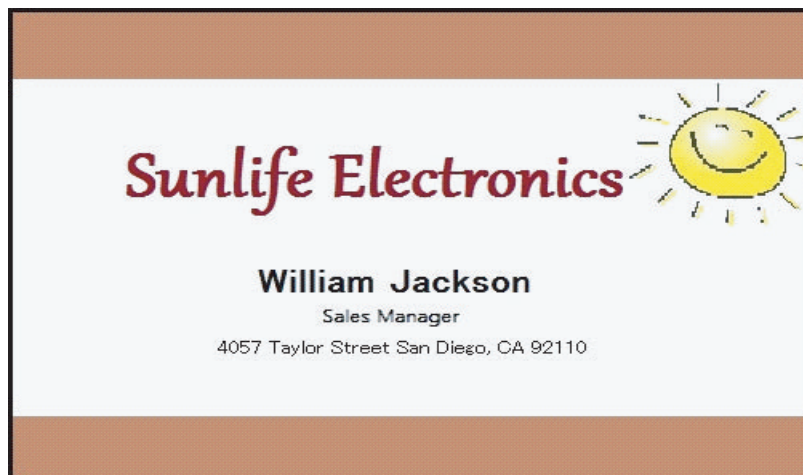 Sunlife Electronics
William Jackson
Sales Manager
4057 Taylor Street San Diego, CA 92110